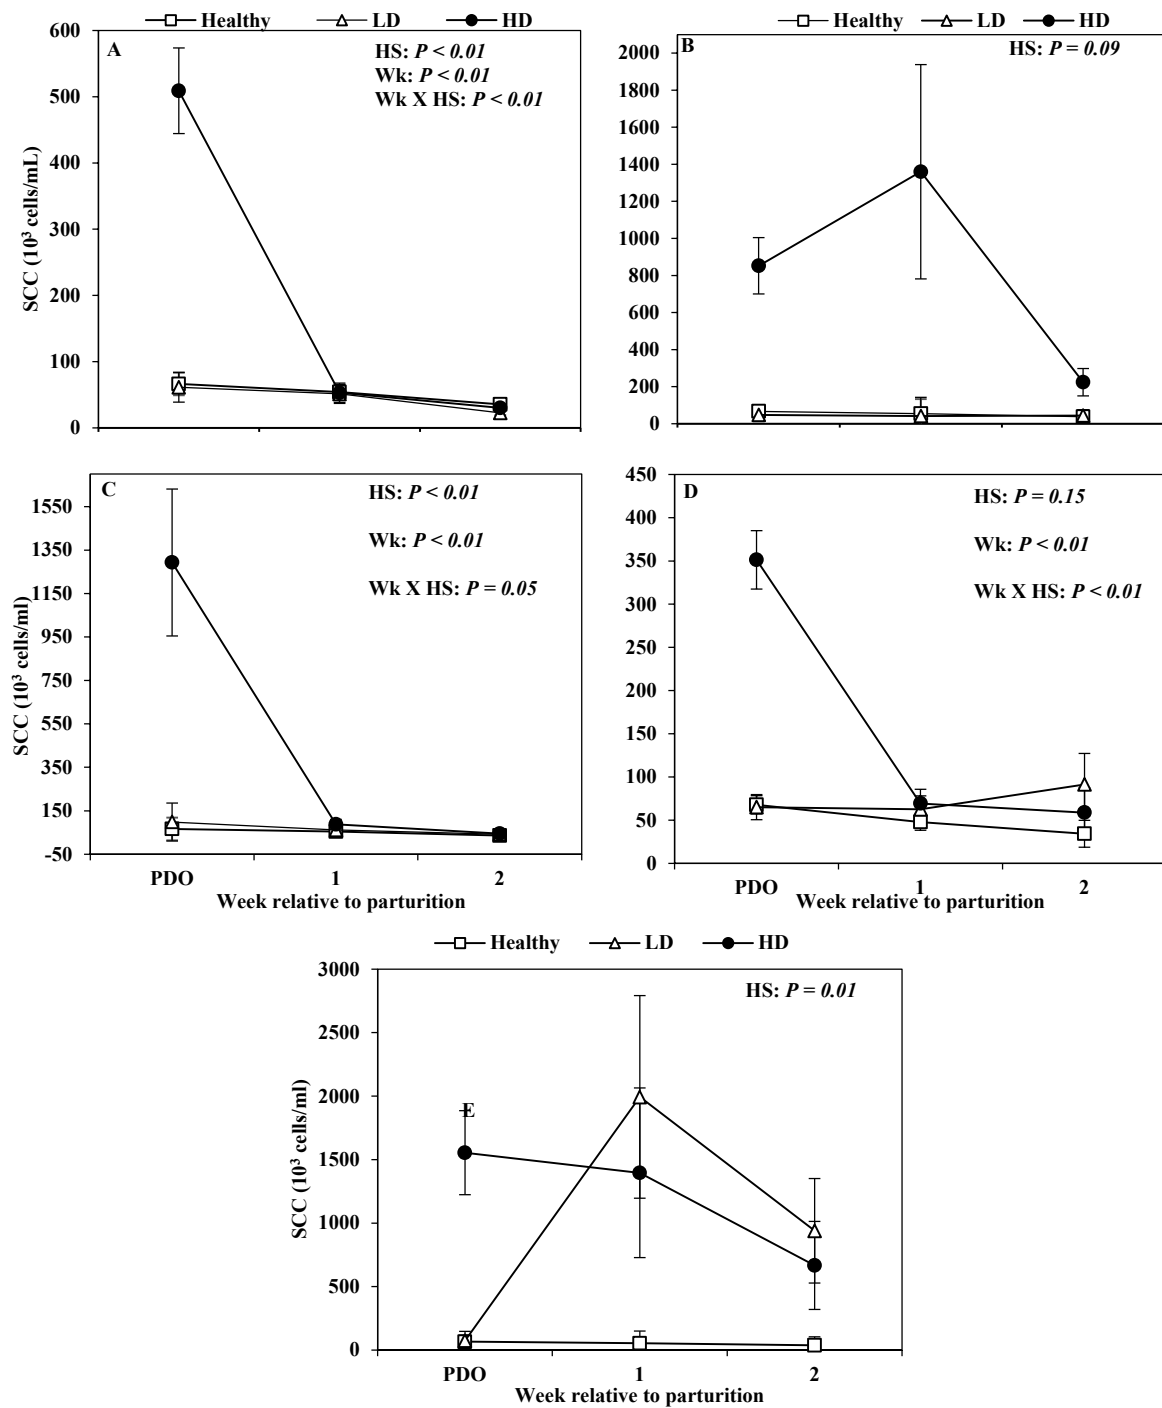 Healthy LD HD
A
HS: P < 0.01
Wk: P < 0.01
Wk X HS: P < 0.01
600
500
400
300
200
100
0
SCC (10³ cells/mL)
Healthy LD HD
B
HS: P = 0.09
2000
1800
1600
1400
1200
1000
800
600
400
200
0
C
HS: P < 0.01
Wk: P < 0.01
Wk X HS: P = 0.05
1550
1350
1150
950
750
550
350
150
-50
SCC (10³ cells/ml)
PDO 1 2
Week relative to parturition
D
HS: P = 0.15
Wk: P < 0.01
Wk X HS: P < 0.01
450
400
350
300
250
200
150
100
50
0
PDO 1 2
Week relative to parturition
Healthy LD HD
HS: P = 0.01
E
3000
2500
2000
1500
1000
500
0
SCC (10³ cells/ml)
PDO 1 2
Week relative to parturition